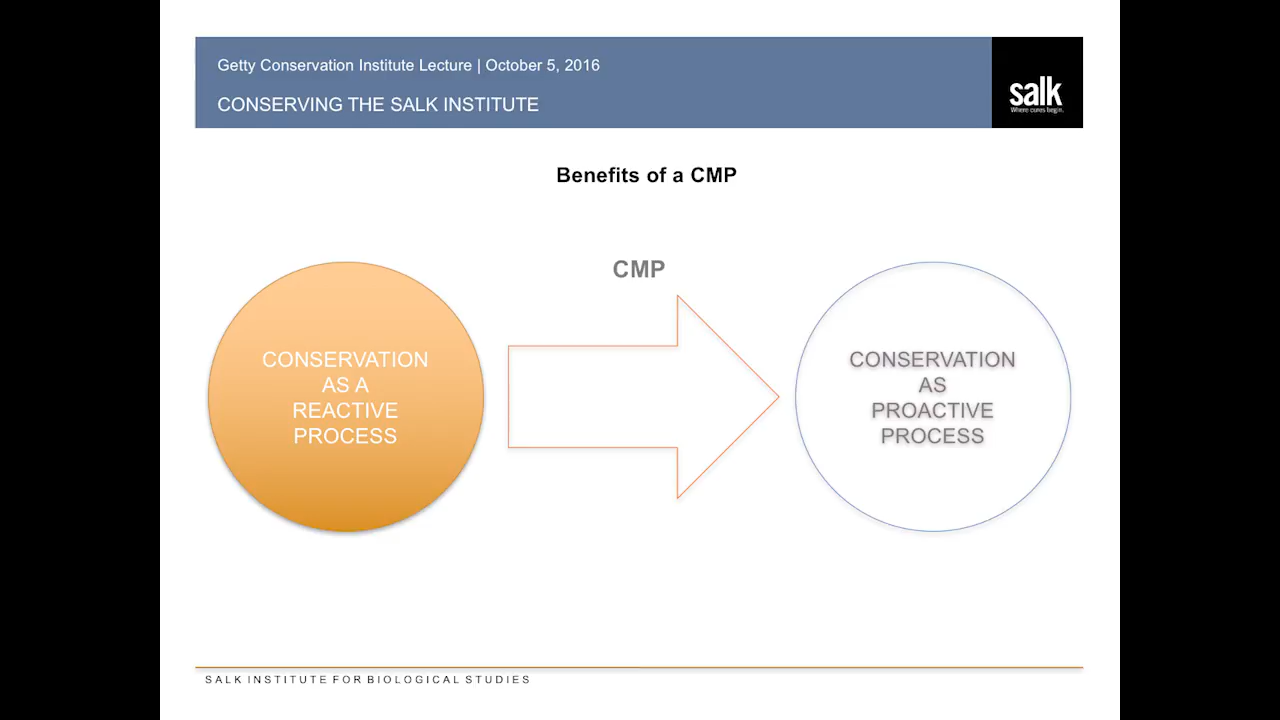 Getty Conservation Institute Lecture | October 5, 2016
CONSERVING THE SALK INSTITUTE
salk
Where cures begin.
Benefits of a CMP
CMP
CONSERVATION
AS A
REACTIVE
PROCESS
CONSERVATION
AS
PROACTIVE
PROCESS
SALK INSTITUTE FOR BIOLOGICAL STUDIES